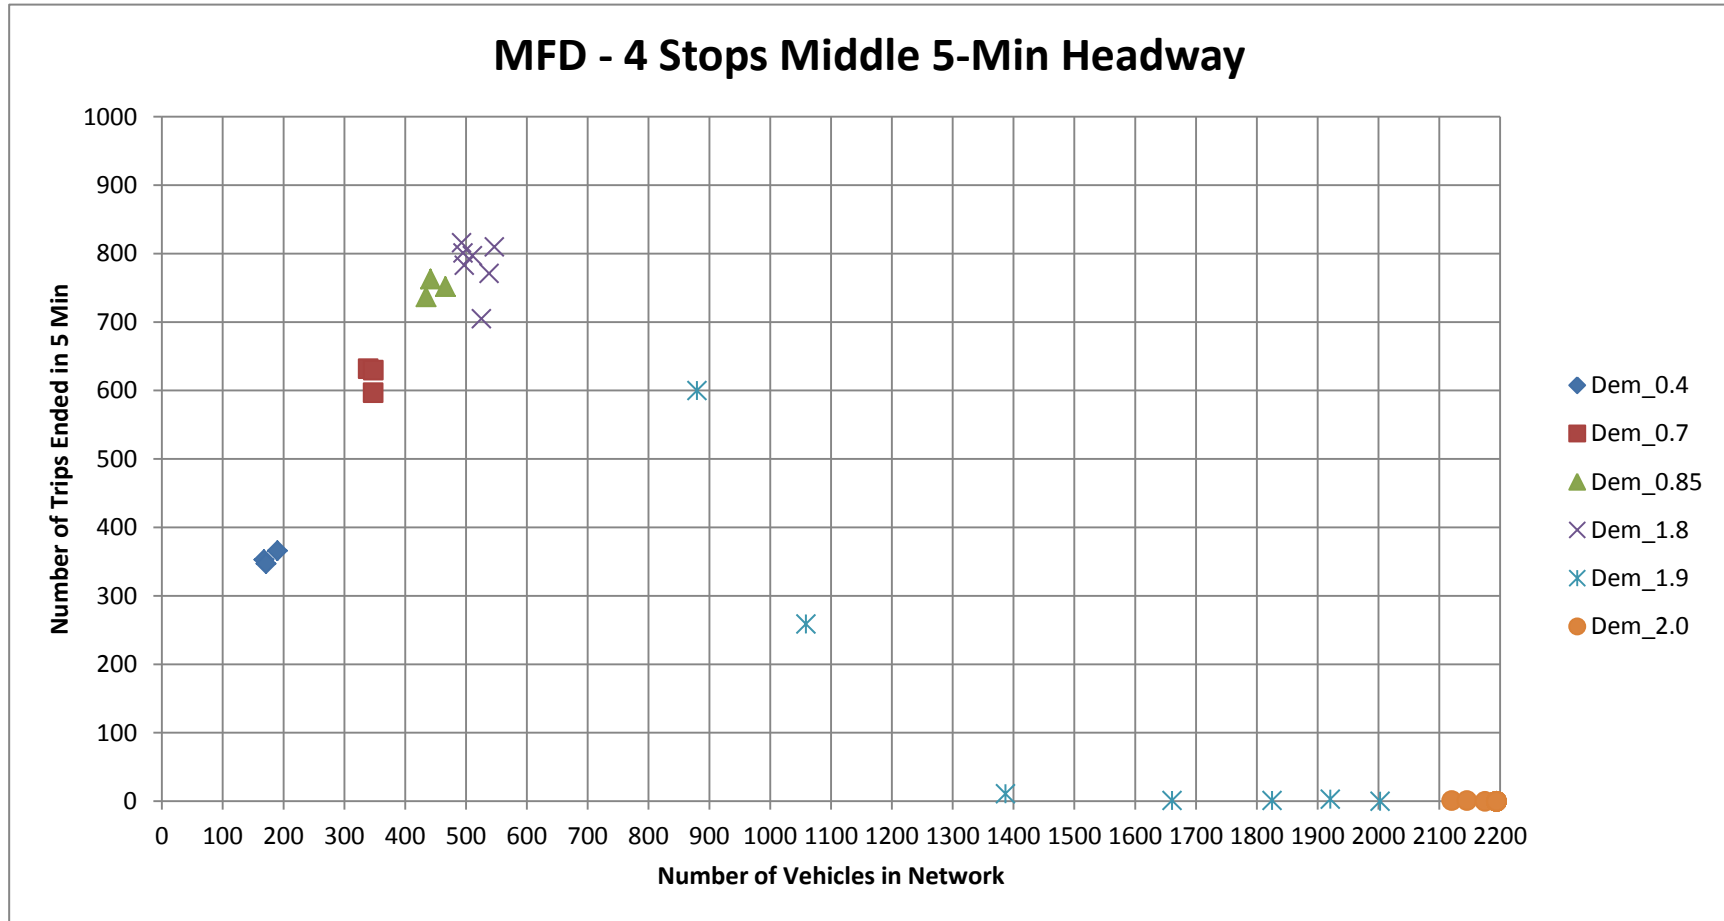 MFD - 4 Stops Middle 5-Min Headway
Number of Trips Ended in 5 Min
1000
900
800
700
600
500
400
300
200
100
0
0 100 200 300 400 500 600 700 800 900 1000 1100 1200 1300 1400 1500 1600 1700 1800 1900 2000 2100 2200
Number of Vehicles in Network
Dem_0.4
Dem_0.7
Dem_0.85
Dem_1.8
Dem_1.9
Dem_2.0